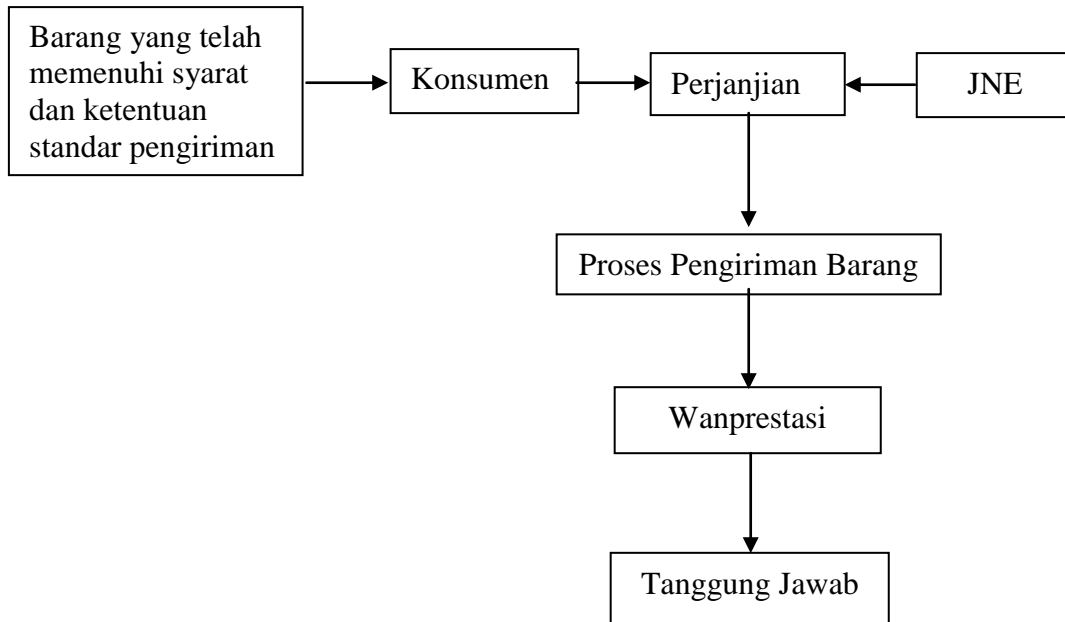 Barang yang telah
memenuhi syarat
dan ketentuan
standar pengiriman
Konsumen
Perjanjian
JNE
Proses Pengiriman Barang
Wanprestasi
Tanggung Jawab